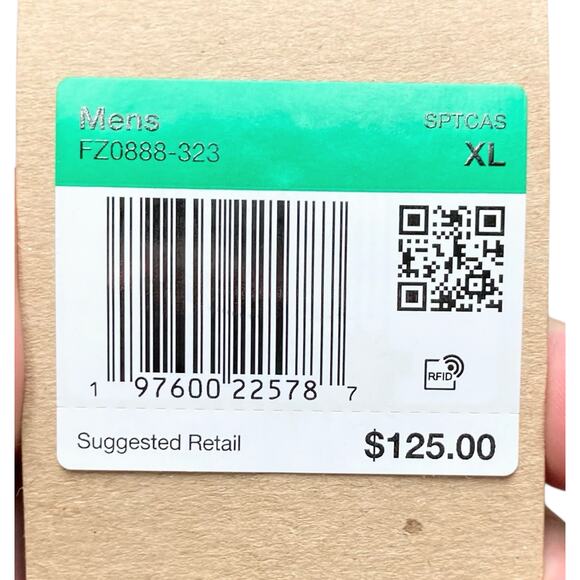 Mens SPTCAS
FZ0888-323 XL
RFID
1 97600 22578 7
Suggested Retail $125.00